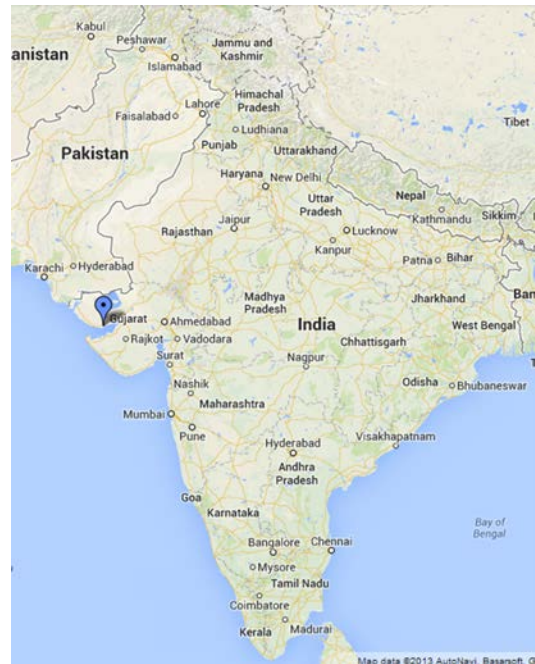 Kabul
Peshawar
anistan
Jammu and
Kashmir
Islamabad
Himachal
Pradesh
Lahore
Faisalabad
Ludhiana
Tibet
Punjab
Uttarakhand
Pakistan
Haryana
New Delhi
Uttar
Pradesh
Nepal
Kathmandu
Sikkim
Jaipur
Rajasthan
Lucknow
Kanpur
Patna
Bihar
Karachi
Hyderabad
Ban
Madhya
Pradesh
Jharkhand
Gujarat
Ahmedabad
India
West Bengal
Rajkot
Vadodara
Chhattisgarh
Surat
Nagpur
Odisha
Bhubaneswar
Nashik
Maharashtra
Mumbai
Pune
Hyderabad
Visakhapatnam
Andhra
Pradesh
Goa
Karnataka
Bay of
Bengal
Bangalore
Chennai
Mysore
Tamil Nadu
Coimbatore
Kerala
Madurai
Map data ©2013 AutoNavi, Basarsoft, G